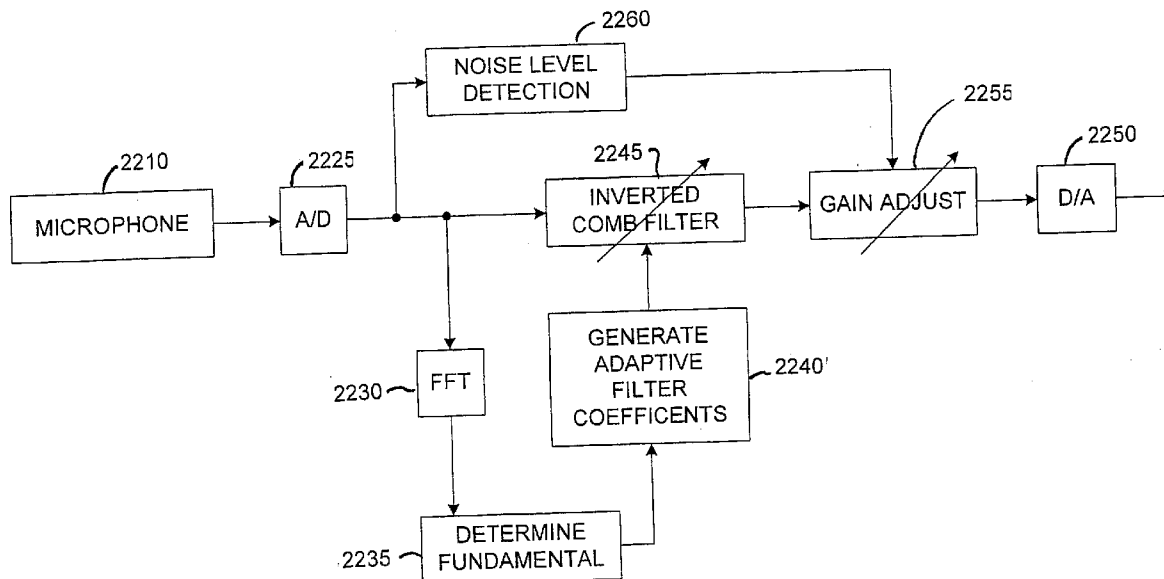 2260
NOISE LEVEL
DETECTION
2255
2210
2225
2245
2250
MICROPHONE
A/D
INVERTED
COMB FILTER
GAIN ADJUST
D/A
2230
FFT
GENERATE
ADAPTIVE
FILTER
COEFFICENTS
2240'
2235
DETERMINE
FUNDAMENTAL